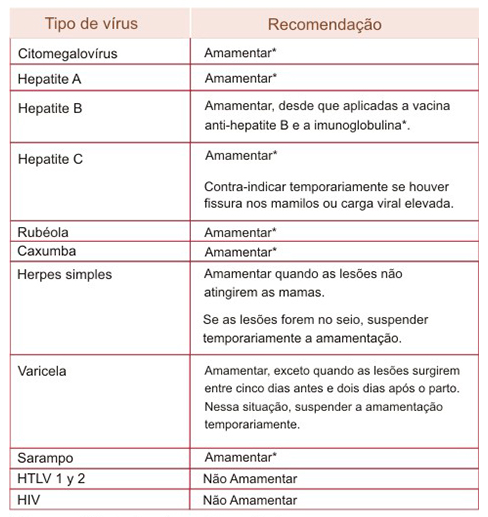 Tipo de vírus Recomendação
Citomegalovírus Amamentar*
Hepatite A Amamentar*
Hepatite B Amamentar, desde que aplicadas a vacina
anti-hepatite B e a imunoglobulina*.
Hepatite C Amamentar*
Contra-indicar temporariamente se houver
fissura nos mamilos ou carga viral elevada.
Rubéola Amamentar*
Caxumba Amamentar*
Herpes simples Amamentar quando as lesões não
atingirem as mamas.
Se as lesões forem no seio, suspender
temporariamente a amamentação.
Varicela Amamentar, exceto quando as lesões surgirem
entre cinco dias antes e dois dias após o parto.
Nessa situação, suspender a amamentação
temporariamente.
Sarampo Amamentar*
HTLV 1 y 2 Não Amamentar
HIV Não Amamentar